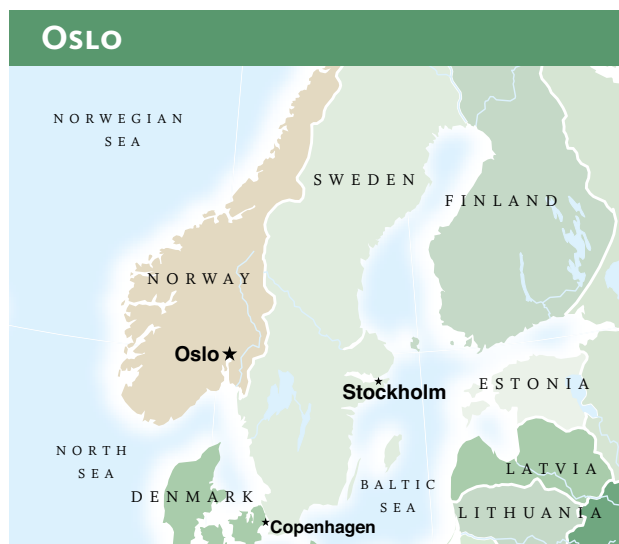 OSLO
NORWEGIAN
SEA
SWEDEN
FINLAND
NORWAY
Oslo
Stockholm
ESTONIA
NORTH
SEA
LATVIA
BALTIC
SEA
DENMARK
LITHUANIA
Copenhagen